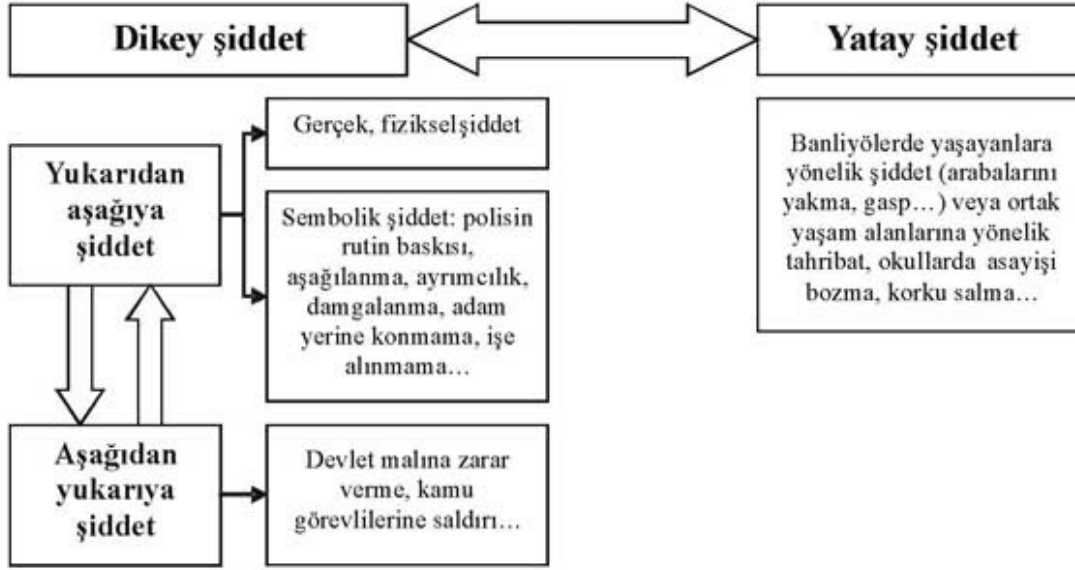 Dikey şiddet
Yatay şiddet
Yukarıdan
aşağıya
şiddet
Gerçek, fizikselşiddet
Sembolik şiddet: polisin
rutin baskısı,
aşağılanma, ayrımcılık,
damgalanma, adam
yerine konmama, işe
alınmama…
Aşağıdan
yukarıya
şiddet
Devlet malına zarar
verme, kamu
görevlilerine saldırı…
Banliyölerde yaşayanlara
yönelik şiddet (arabalarını
yakma, gasp…) veya ortak
yaşam alanlarına yönelik
tahribat, okullarda asayişi
bozma, korku salma…